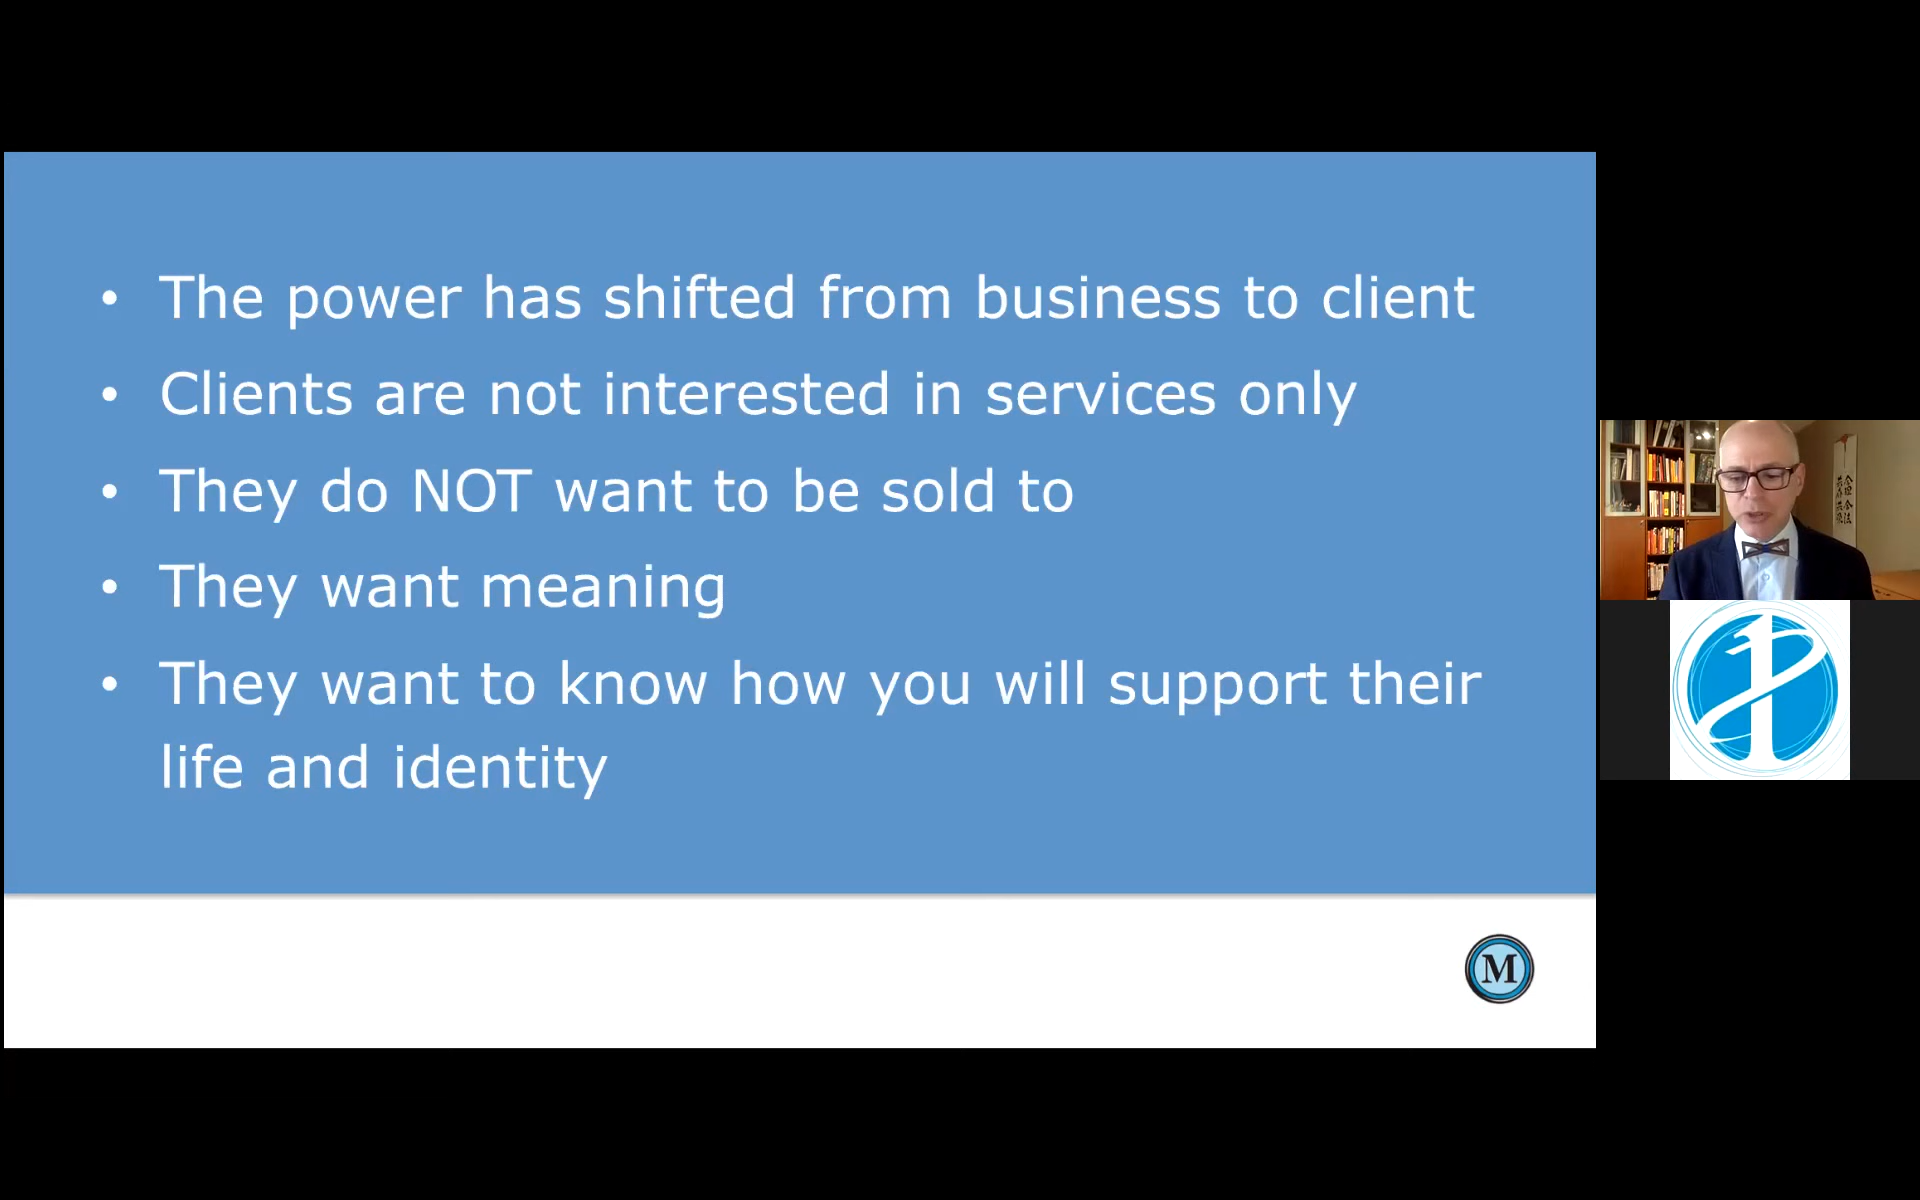 • The power has shifted from business to client
• Clients are not interested in services only
• They do NOT want to be sold to
• They want meaning
• They want to know how you will support their
life and identity
M